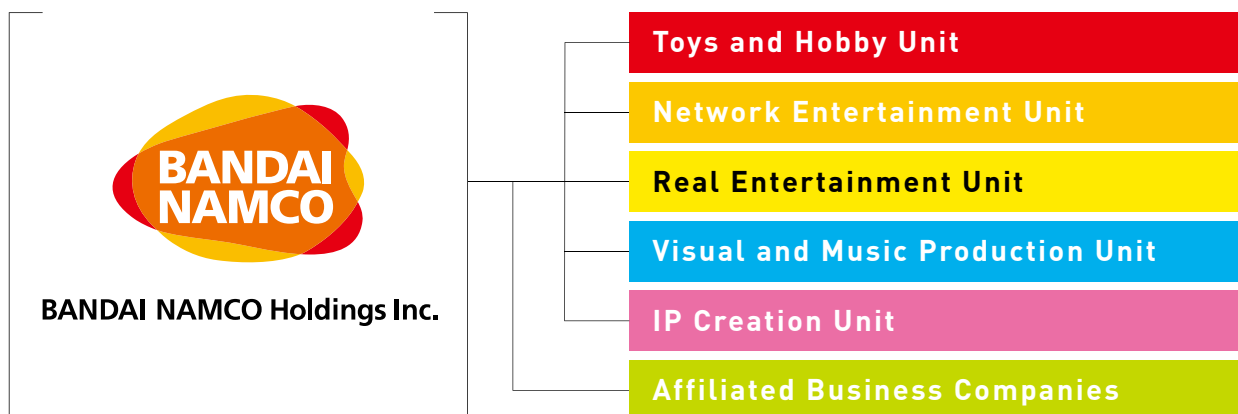 BANDAI
NAMCO
BANDAI NAMCO Holdings Inc.
Toys and Hobby Unit
Network Entertainment Unit
Real Entertainment Unit
Visual and Music Production Unit
IP Creation Unit
Affiliated Business Companies